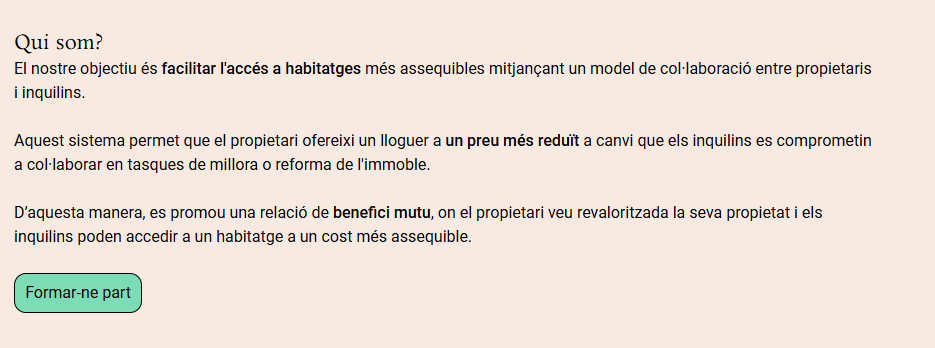 Qui som?
El nostre objectiu és facilitar l'accés a habitatges més assequibles mitjançant un model de col·laboració entre propietaris
i inquilins.
Aquest sistema permet que el propietari ofereixi un lloguer a un preu més reduït a canvi que els inquilins es comprometin
a col·laborar en tasques de millora o reforma de l'immoble.
D’aquesta manera, es promou una relació de benefici mutu, on el propietari veu revaloritzada la seva propietat i els
inquilins poden accedir a un habitatge a un cost més assequible.
Formar-ne part